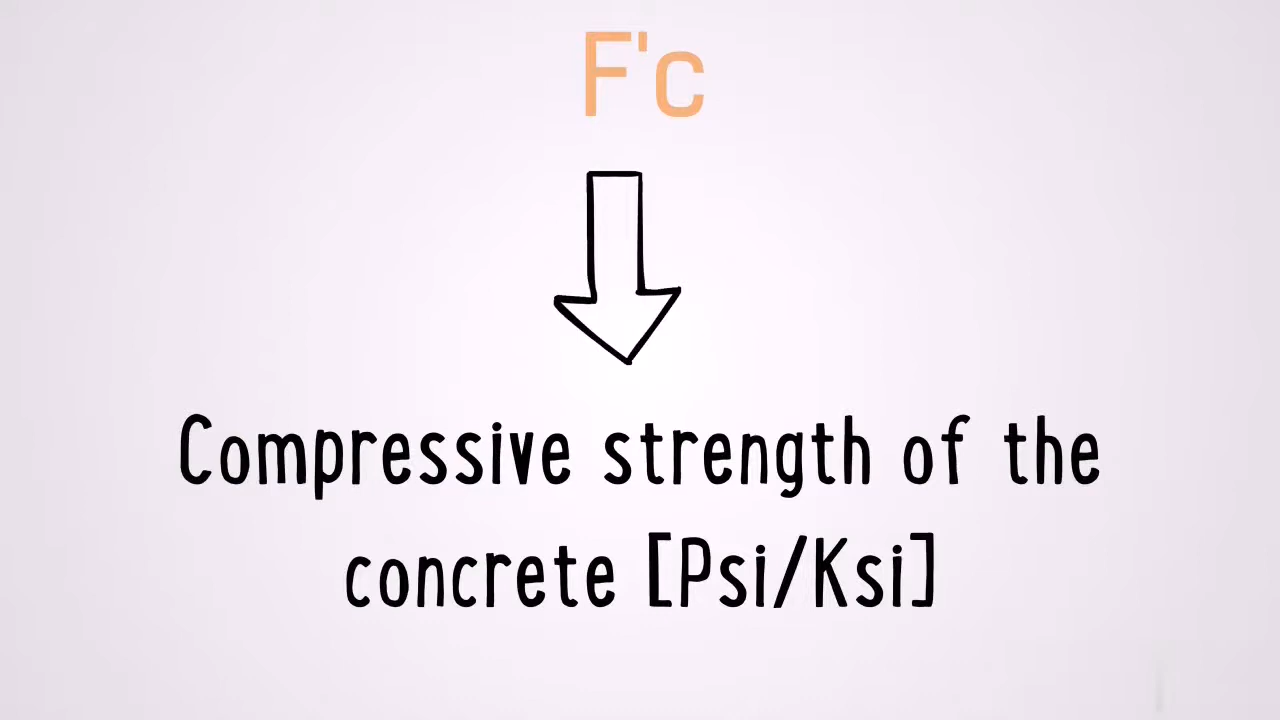 F'c
Compressive strength of the
concrete [Psi/Ksi]